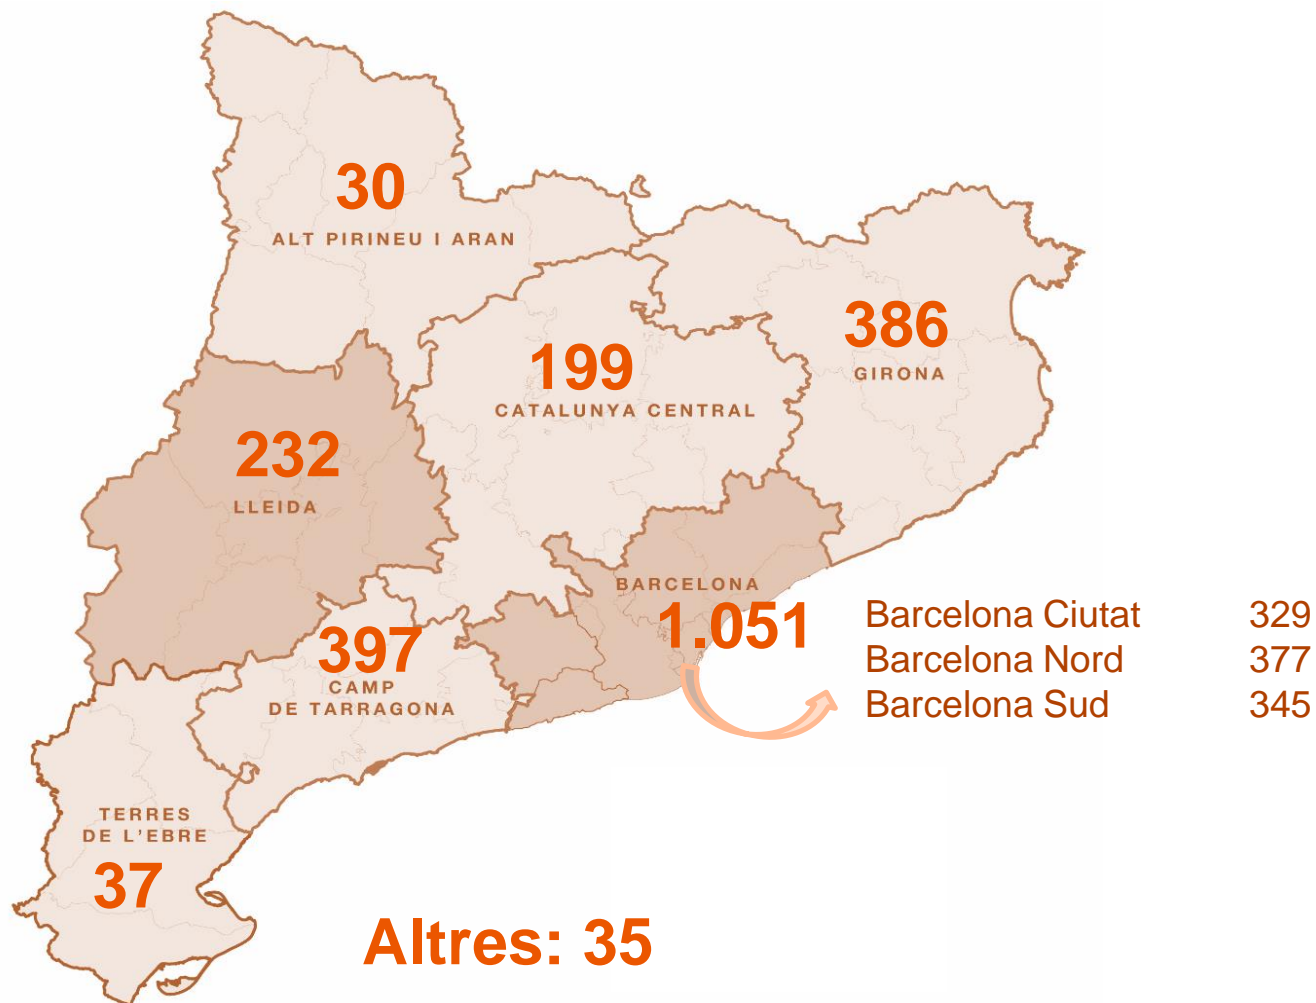 30
ALT PIRINEU I ARAN
386
GIRONA
199
CATALUNYA CENTRAL
232
LLEIDA
BARCELONA
1.051
Barcelona Ciutat 329
Barcelona Nord 377
Barcelona Sud 345
397
CAMP
DE TARRAGONA
TERRES
DE L'EBRE
37
Altres: 35